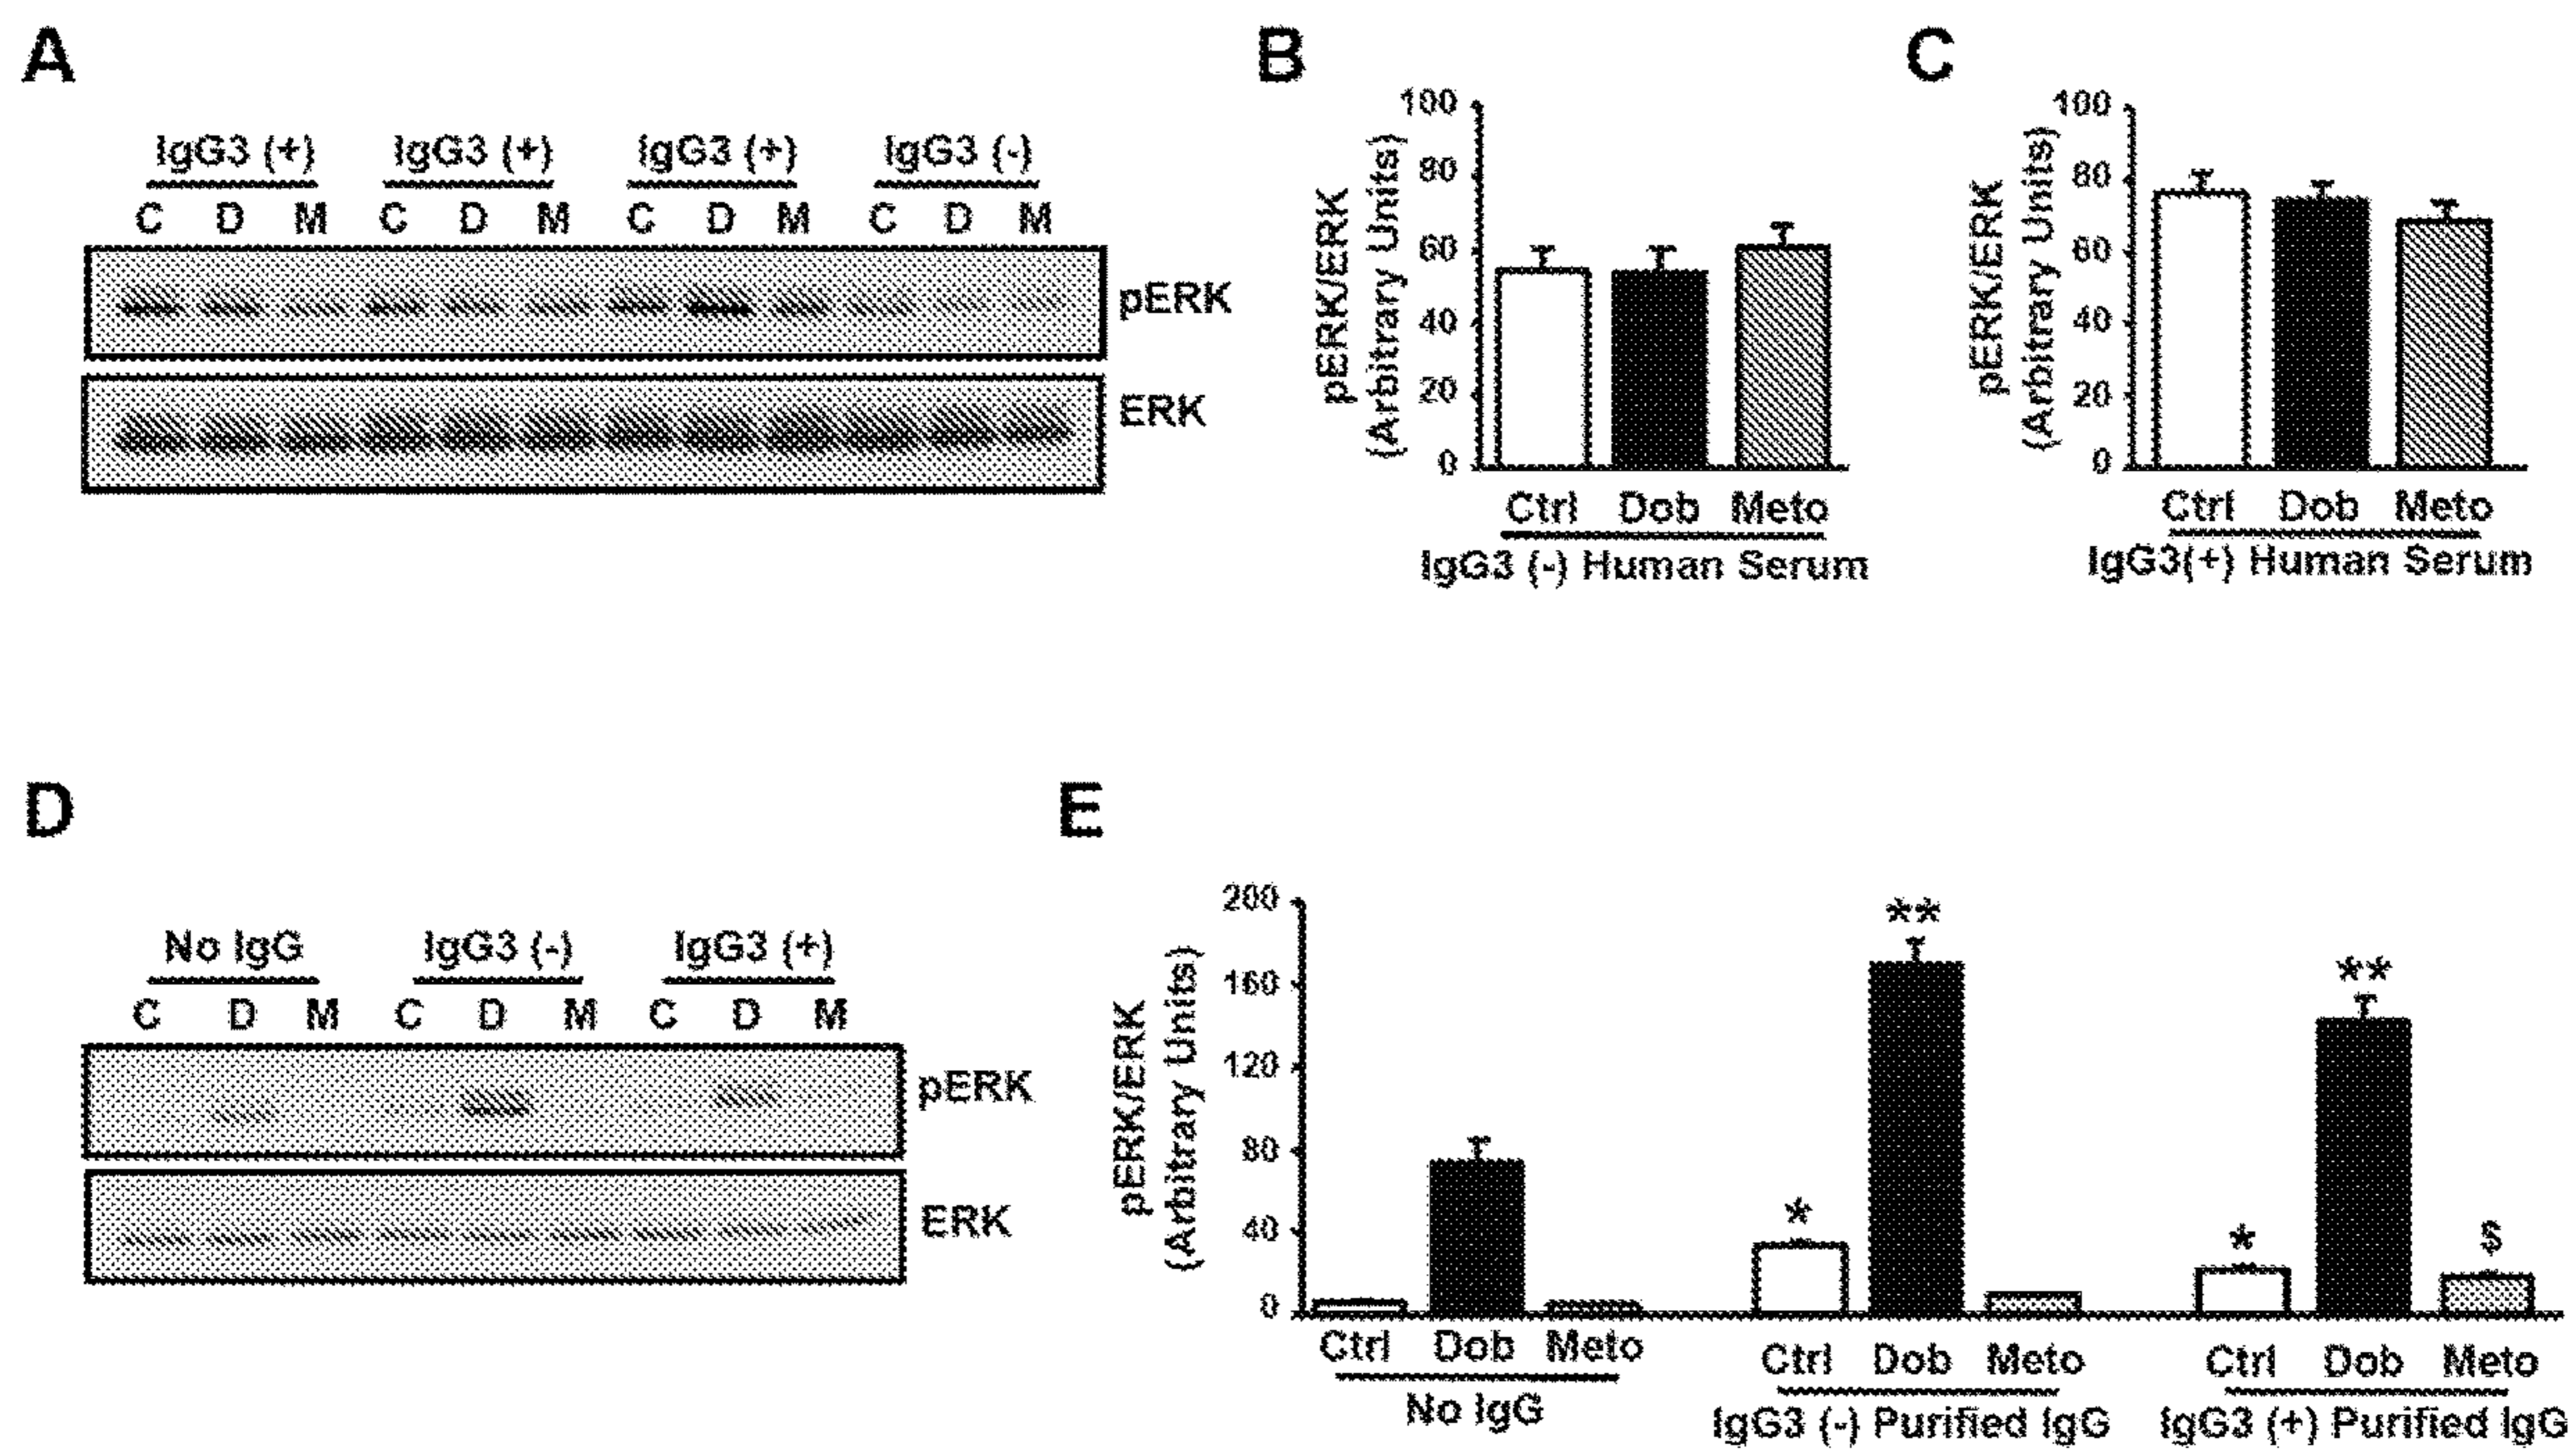 A
IgG3 (+) IgG3 (+) IgG3 (+) IgG3 (-)
C D M C D M C D M C D M
pERK
ERK
B
pERK/ERK
(Arbitrary Units)
100
80
60
40
20
0
Ctrl Dob Meto
IgG3 (-) Human Serum
C
pERK/ERK
(Arbitrary Units)
100
80
60
40
20
0
Ctrl Dob Meto
IgG3(+) Human Serum
D
No IgG IgG3 (-) IgG3 (+)
C D M C D M C D M
pERK
ERK
E
pERK/ERK
(Arbitrary Units)
200
160
120
80
40
0
* ** * ** $
Ctrl Dob Meto Ctrl Dob Meto Ctrl Dob Meto
No IgG IgG3 (-) Purified IgG IgG3 (+) Purified IgG